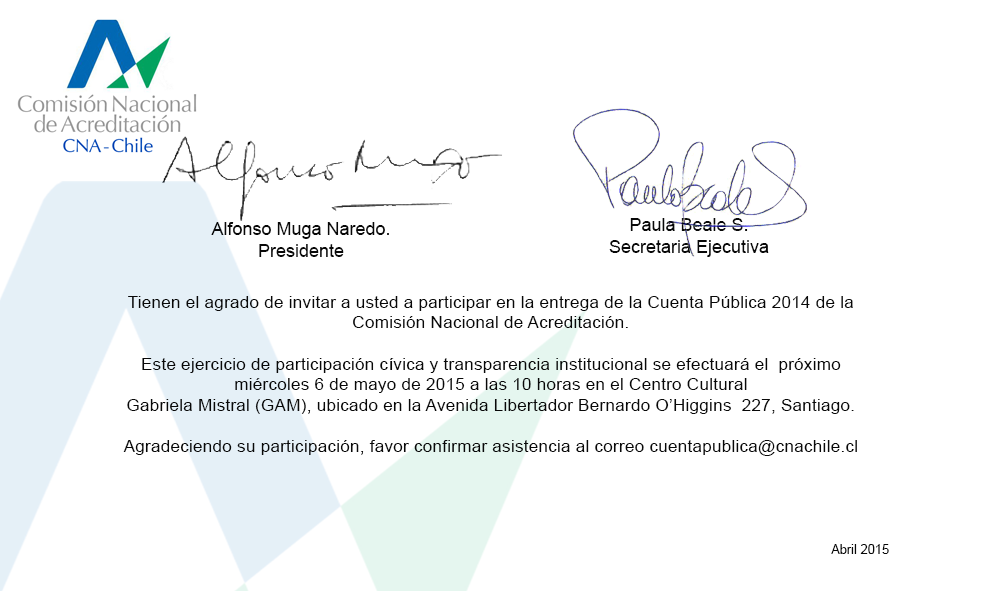 Comisión Nacional
de Acreditación
CNA-Chile
Alfonso Muga
Paula Beale S
Alfonso Muga Naredo.
Presidente
Paula Beale S.
Secretaria Ejecutiva
Tienen el agrado de invitar a usted a participar en la entrega de la Cuenta Pública 2014 de la
Comisión Nacional de Acreditación.
Este ejercicio de participación cívica y transparencia institucional se efectuará el  próximo
miércoles 6 de mayo de 2015 a las 10 horas en el Centro Cultural
Gabriela Mistral (GAM), ubicado en la Avenida Libertador Bernardo O’Higgins  227, Santiago.
Agradeciendo su participación, favor confirmar asistencia al correo cuentapublica@cnachile.cl
Abril 2015